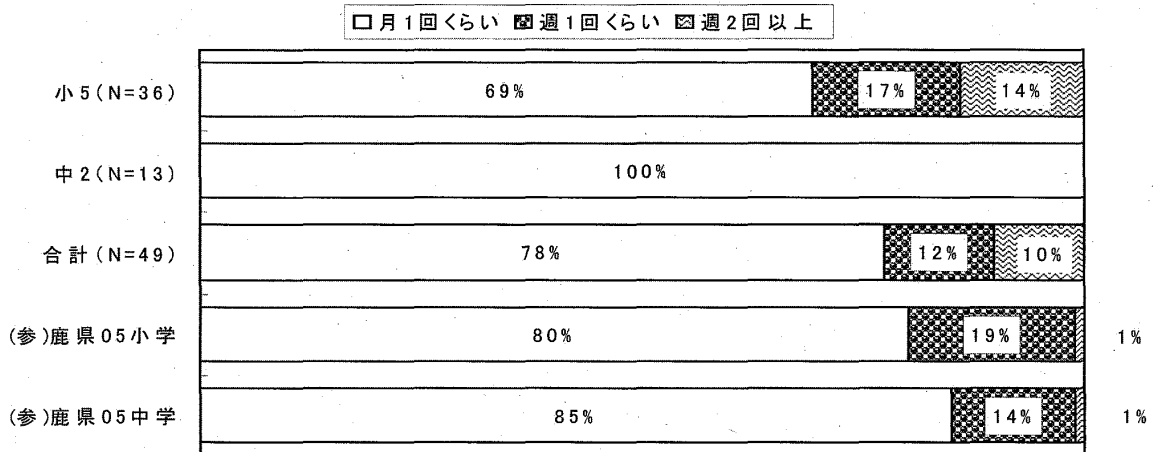 □月1回くらい ▩週1回くらい ▨週2回以上
小5(N=36) 69% 17% 14%
中2(N=13) 100%
合計(N=49) 78% 12% 10%
(参)鹿県05小学 80% 19% 1%
(参)鹿県05中学 85% 14% 1%